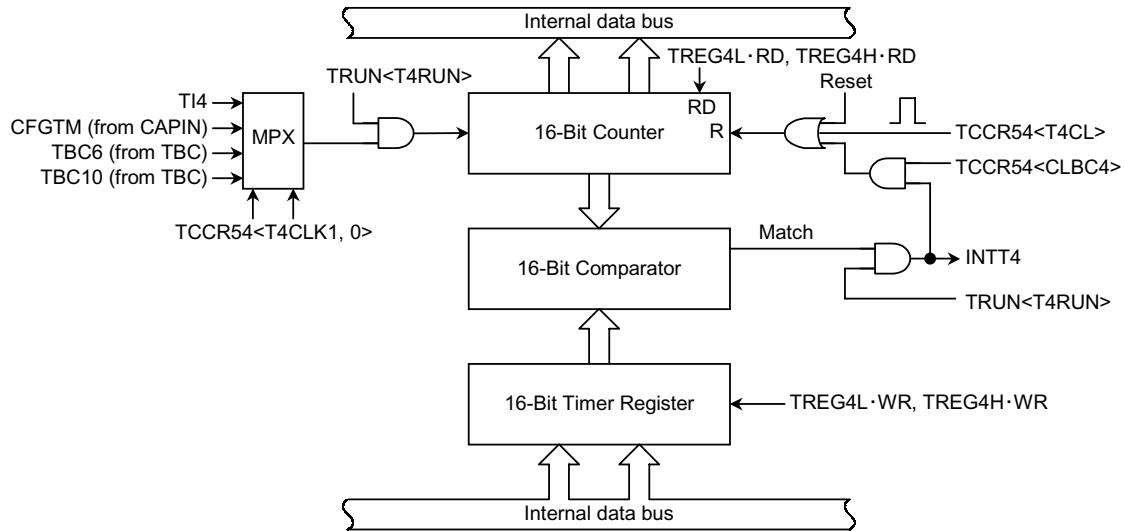 Internal data bus
TREG4L·RD, TREG4H·RD
TRUN<T4RUN>
Reset
TI4
CFGTM (from CAPIN)
TBC6 (from TBC)
TBC10 (from TBC)
MPX
RD
16-Bit Counter
R
TCCR54<T4CL>
TCCR54<CLBC4>
TCCR54<T4CLK1, 0>
Match
16-Bit Comparator
INTT4
TRUN<T4RUN>
16-Bit Timer Register
TREG4L·WR, TREG4H·WR
Internal data bus